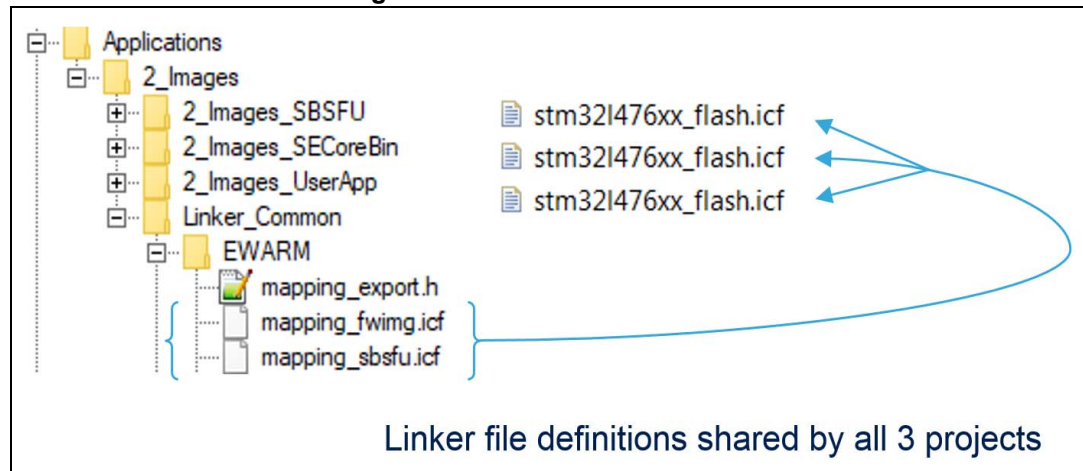 Applications
2_Images
2_Images_SBSFU stm32l476xx_flash.icf
2_Images_SECoreBin stm32l476xx_flash.icf
2_Images_UserApp stm32l476xx_flash.icf
Linker_Common
EWARM
mapping_export.h
mapping_fwimg.icf
mapping_sbsfu.icf
Linker file definitions shared by all 3 projects